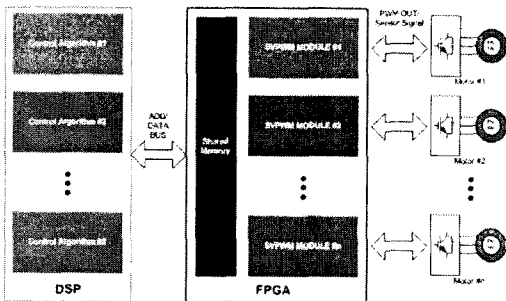 Control Algorithm #1
Control Algorithm #2
Control Algorithm
DSP
ADD/
DATA
BUS
Shared
Memory
SVPWM MODULE #1
SVPWM MODULE
SVPWM MODULE #n
FPGA
PWM OUT/
Sensor Signal
Motor #1
Motor #2
Motor #n